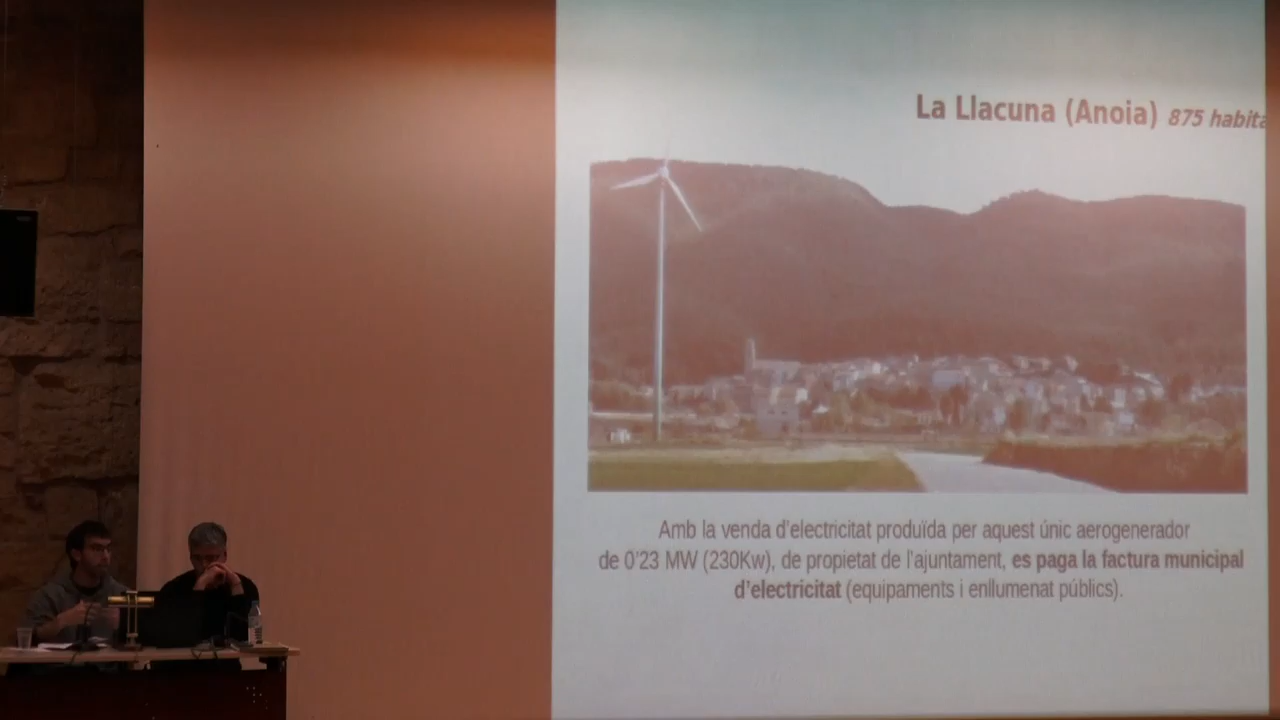 La Llacuna (Anoia) 875 habita
Amb la venda d'electricitat produïda per aquest únic aerogenerador
de 0'23 MW (230Kw), de propietat de l'ajuntament, es paga la factura municipal
d'electricitat (equipaments i enllumenat públics).